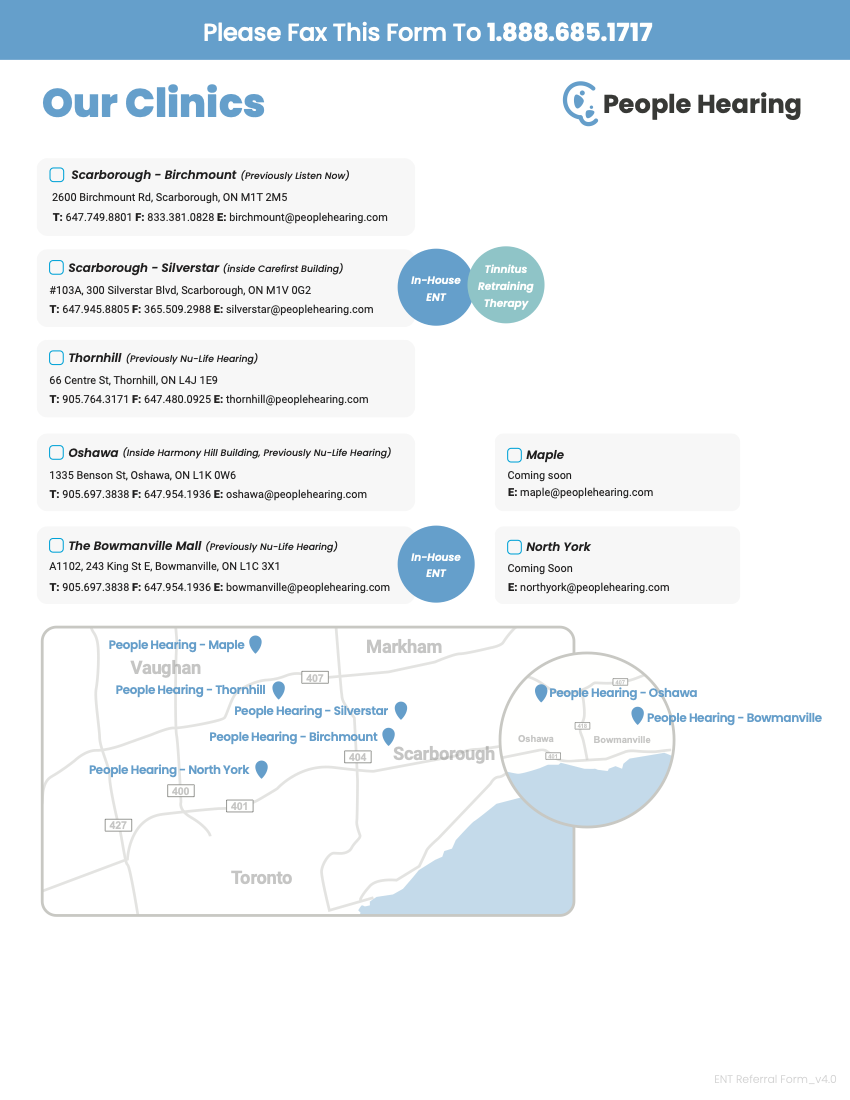 Please Fax This Form To 1.888.685.1717
Our Clinics
People Hearing
Scarborough - Birchmount (Previously Listen Now)
2600 Birchmount Rd, Scarborough, ON M1T 2M5
T: 647.749.8801 F: 833.381.0828 E: birchmount@peoplehearing.com
Scarborough - Silverstar (inside Carefirst Building)
#103A, 300 Silverstar Blvd, Scarborough, ON M1V 0G2
T: 647.945.8805 F: 365.509.2988 E: silverstar@peoplehearing.com
In-House
ENT
Tinnitus
Retraining
Therapy
Thornhill (Previously Nu-Life Hearing)
66 Centre St, Thornhill, ON L4J 1E9
T: 905.764.3171 F: 647.480.0925 E: thornhill@peoplehearing.com
Oshawa (Inside Harmony Hill Building, Previously Nu-Life Hearing)
1335 Benson St, Oshawa, ON L1K 0W6
T: 905.697.3838 F: 647.954.1936 E: oshawa@peoplehearing.com
Maple
Coming soon
E: maple@peoplehearing.com
The Bowmanville Mall (Previously Nu-Life Hearing)
A1102, 243 King St E, Bowmanville, ON L1C 3X1
T: 905.697.3838 F: 647.954.1936 E: bowmanville@peoplehearing.com
In-House
ENT
North York
Coming Soon
E: northyork@peoplehearing.com
People Hearing - Maple
Markham
Vaughan
407
People Hearing - Thornhill
People Hearing - Silverstar
People Hearing - Birchmount
404
Scarborough
People Hearing - North York
400
401
427
Toronto
407
People Hearing - Oshawa
People Hearing - Bowmanville
418
Oshawa
Bowmanville
401
ENT Referral Form_v4.0